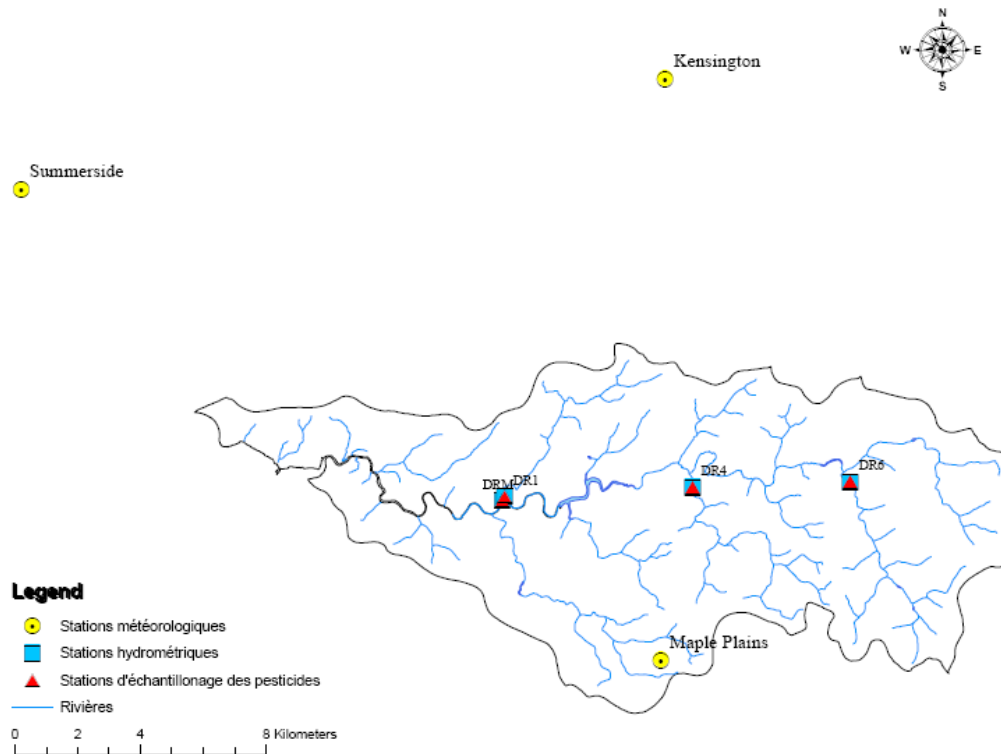 N
Kensington
W
E
S
Summerside
DRM
DR1
DR4
DR6
Maple Plains
Legend
Stations météorologiques
Stations hydrométriques
Stations d'échantillonage des pesticides
Rivières
0 2 4 8 Kilometers